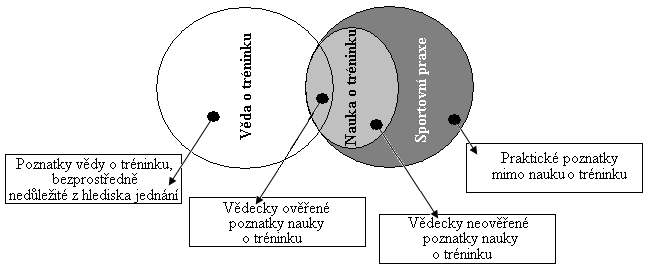 Věda o tréninku
Nauka o tréninku
Sportovní praxe
Poznatky vědy o tréninku,
bezprostředně
nedůležité z hlediska jednání
Vědecky ověřené
poznatky nauky
o tréninku
Vědecky neověřené
poznatky nauky
o tréninku
Praktické poznatky
mimo nauku o tréninku